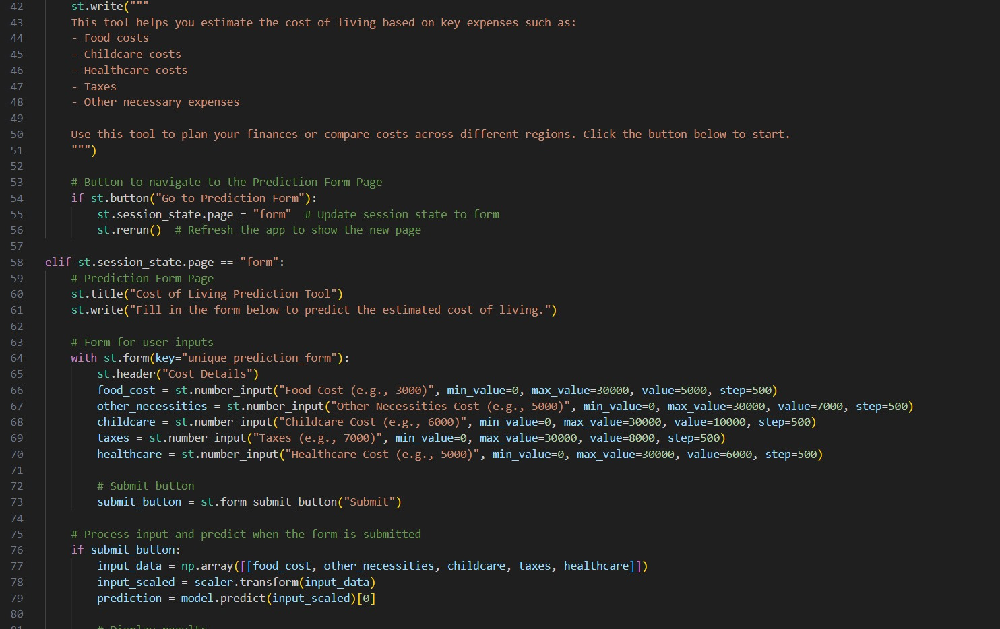 42 st.write("""
43 This tool helps you estimate the cost of living based on key expenses such as:
44 - Food costs
45 - Childcare costs
46 - Healthcare costs
47 - Taxes
48 - Other necessary expenses
49
50 Use this tool to plan your finances or compare costs across different regions. Click the button below to start.
51 """)
52
53 # Button to navigate to the Prediction Form Page
54 if st.button("Go to Prediction Form"):
55 st.session_state.page = "form" # Update session state to form
56 st.rerun() # Refresh the app to show the new page
57
58 elif st.session_state.page == "form":
59 # Prediction Form Page
60 st.title("Cost of Living Prediction Tool")
61 st.write("Fill in the form below to predict the estimated cost of living.")
62
63 # Form for user inputs
64 with st.form(key="unique_prediction_form"):
65 st.header("Cost Details")
66 food_cost = st.number_input("Food Cost (e.g., 3000)", min_value=0, max_value=30000, value=5000, step=500)
67 other_necessities = st.number_input("Other Necessities Cost (e.g., 5000)", min_value=0, max_value=30000, value=7000, step=500)
68 childcare = st.number_input("Childcare Cost (e.g., 6000)", min_value=0, max_value=30000, value=10000, step=500)
69 taxes = st.number_input("Taxes (e.g., 7000)", min_value=0, max_value=30000, value=8000, step=500)
70 healthcare = st.number_input("Healthcare Cost (e.g., 5000)", min_value=0, max_value=30000, value=6000, step=500)
71
72 # Submit button
73 submit_button = st.form_submit_button("Submit")
74
75 # Process input and predict when the form is submitted
76 if submit_button:
77 input_data = np.array([[food_cost, other_necessities, childcare, taxes, healthcare]])
78 input_scaled = scaler.transform(input_data)
79 prediction = model.predict(input_scaled)[0]
80
81 # Display results